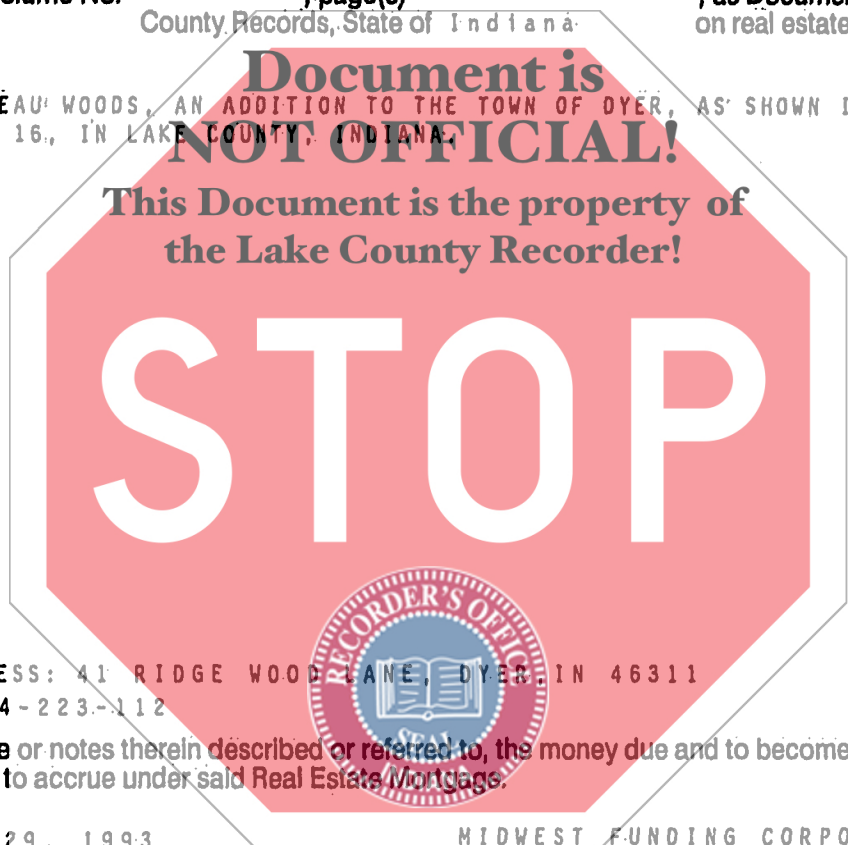 County Records, State of Indiana on real estate
Document is
EAU WOODS, AN ADDITION TO THE TOWN OF DYER, AS SHOWN I
16, IN LAKE COUNTY, INDIANA.
NOT OFFICIAL!
This Document is the property of
the Lake County Recorder!
STOP
RECORDER'S OFFICE
ESS: 41 RIDGE WOOD LANE, DYER, IN 46311
SEAL
4-223-112
e or notes therein described or referred to, the money due and to become
to accrue under said Real Estate Mortgage.
29, 1993 MIDWEST FUNDING CORPO